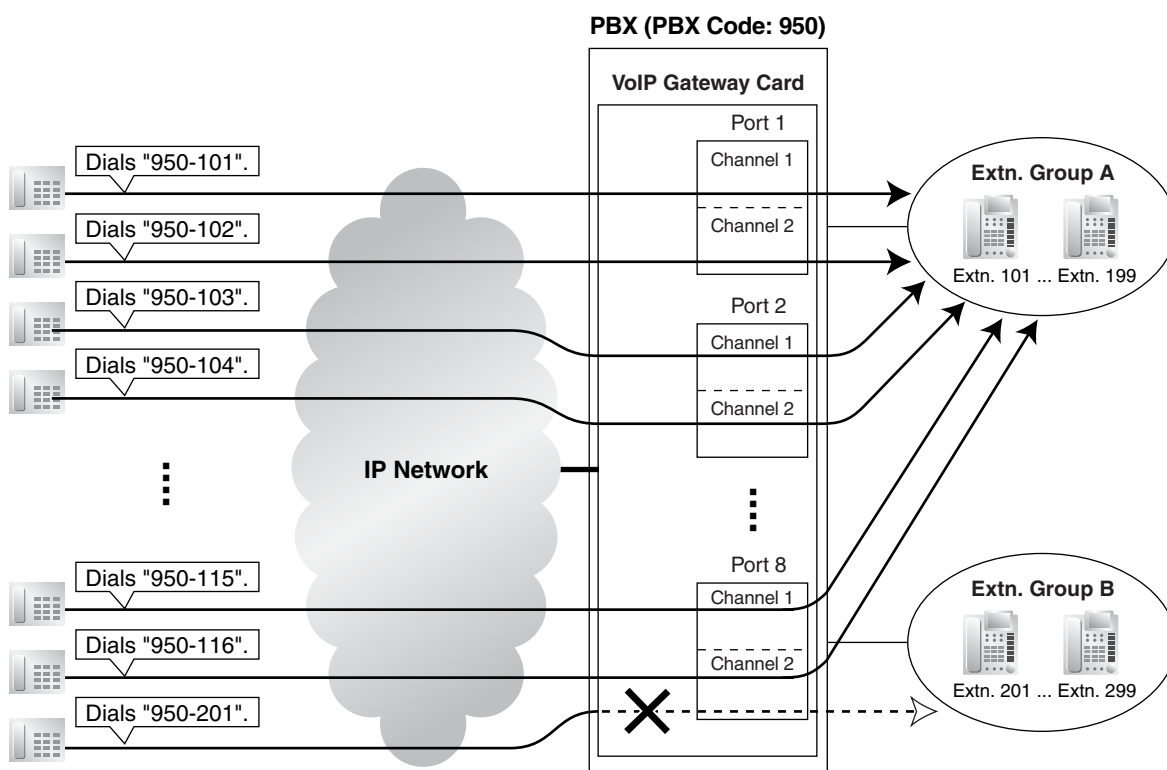 PBX (PBX Code: 950)
VoIP Gateway Card
Port 1
Dials "950-101".
Channel 1
Extn. Group A
Dials "950-102".
Channel 2
Extn. 101 ... Extn. 199
Dials "950-103".
Port 2
Channel 1
Dials "950-104".
Channel 2
IP Network
Port 8
Dials "950-115".
Channel 1
Extn. Group B
Dials "950-116".
Channel 2
Extn. 201 ... Extn. 299
Dials "950-201".